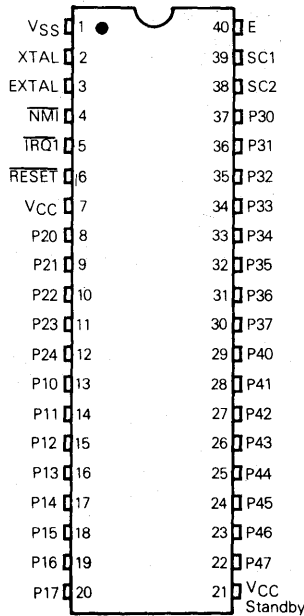 VSS 1 40 E
XTAL 2 39 SC1
EXTAL 3 38 SC2
NMI 4 37 P30
IRQ1 5 36 P31
RESET 6 35 P32
VCC 7 34 P33
P20 8 33 P34
P21 9 32 P35
P22 10 31 P36
P23 11 30 P37
P24 12 29 P40
P10 13 28 P41
P11 14 27 P42
P12 15 26 P43
P13 16 25 P44
P14 17 24 P45
P15 18 23 P46
P16 19 22 P47
P17 20 21 VCC
Standby